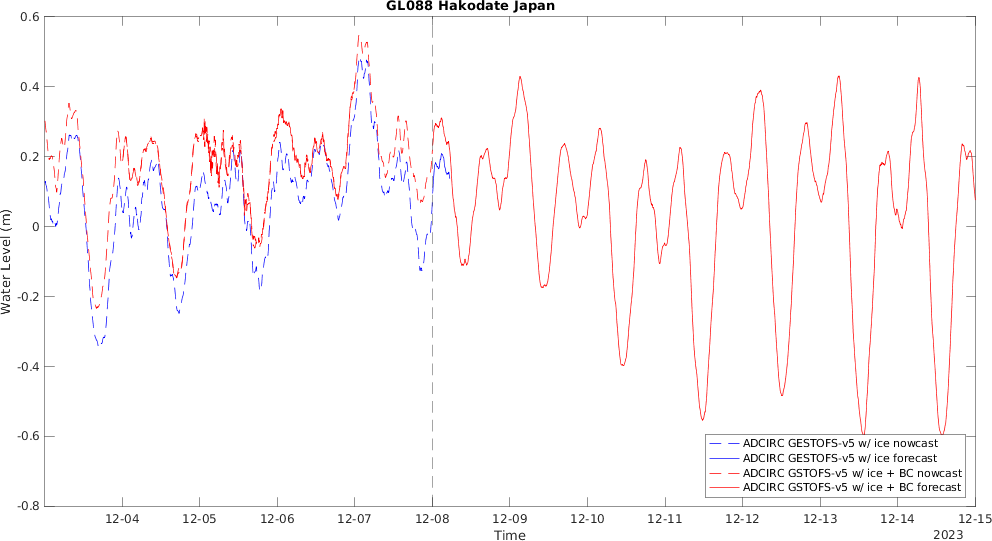 GL088 Hakodate Japan
Water Level (m)
0.6
0.4
0.2
0
-0.2
-0.4
-0.6
-0.8
ADCIRC GESTOFS-v5 w/ ice nowcast
ADCIRC GESTOFS-v5 w/ ice forecast
ADCIRC GSTOFS-v5 w/ ice + BC nowcast
ADCIRC GSTOFS-v5 w/ ice + BC forecast
12-04 12-05 12-06 12-07 12-08 12-09 12-10 12-11 12-12 12-13 12-14 12-15
Time
2023